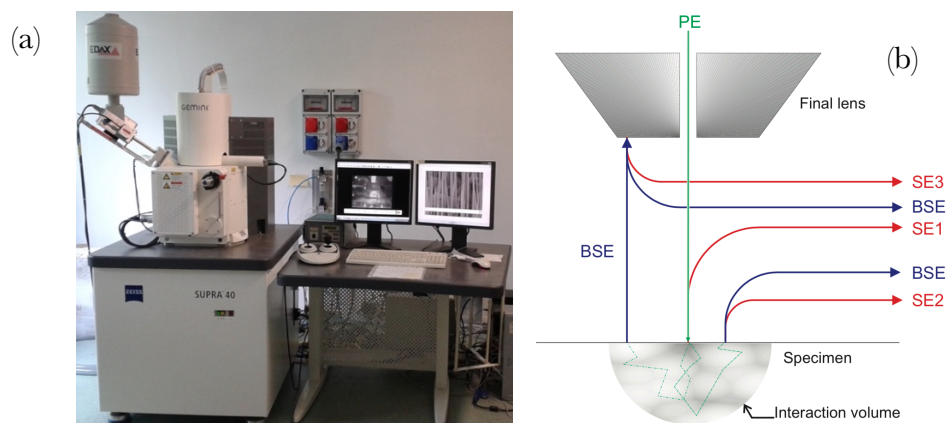 (a)
EDAX
GEMINI
ZEISS
SUPRA 40
PE
(b)
Final lens
SE3
BSE
SE1
BSE
BSE
SE2
Specimen
Interaction volume